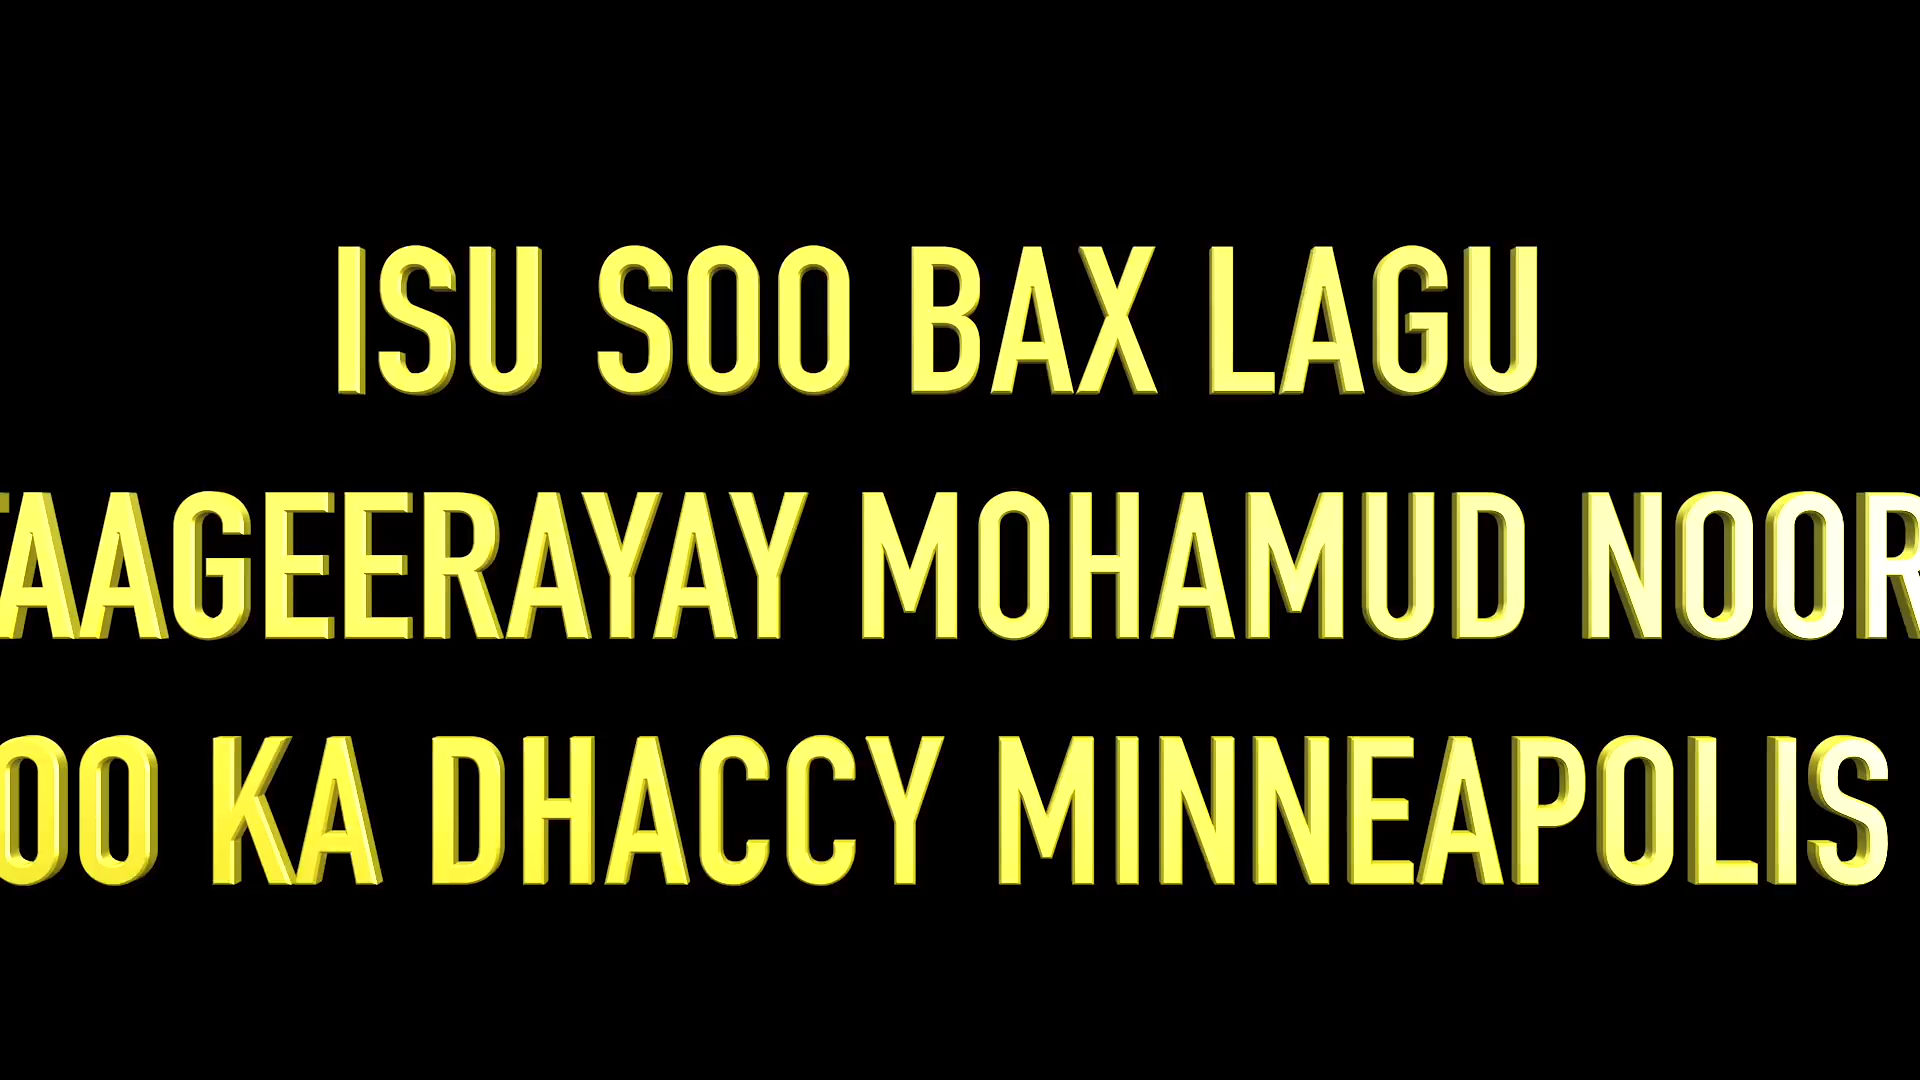 ISU SOO BAX LAGU
TAAGEERAYAY MOHAMUD NOOR
OO KA DHACCY MINNEAPOLIS